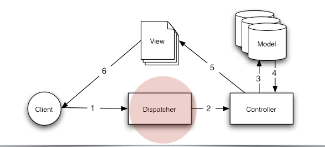 View
Model
6
5
3
4
Client
1
Dispatcher
2
Controller